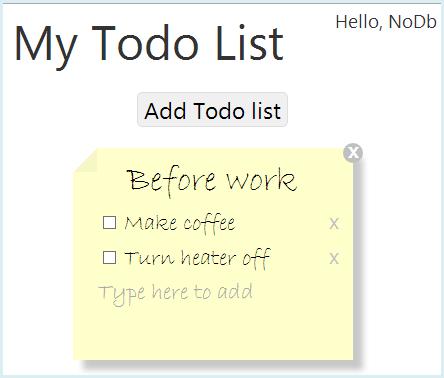 Hello, NoDb
My Todo List
Add Todo list
x
Before work
Make coffee x
Turn heater off x
Type here to add